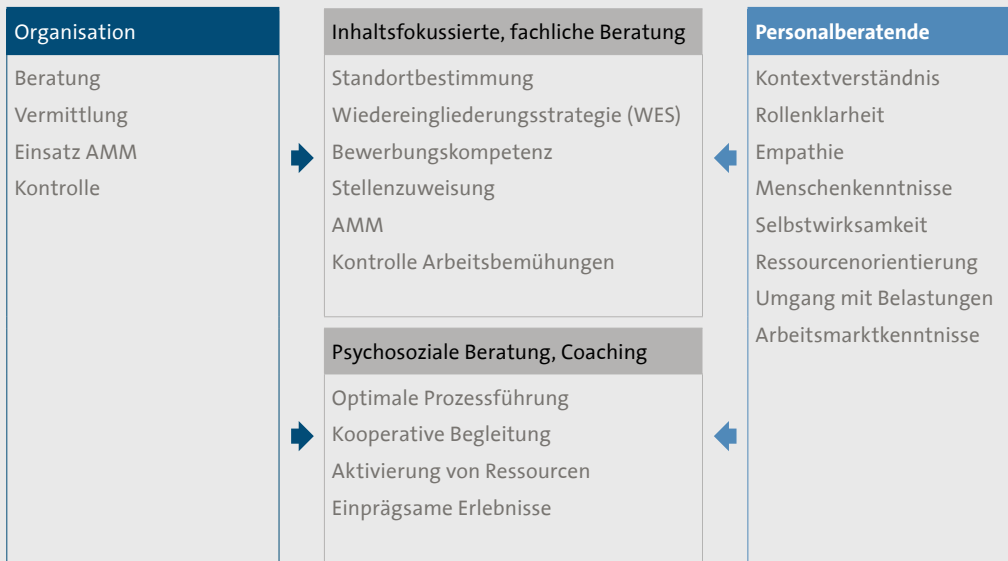 Organisation
Beratung
Vermittlung
Einsatz AMM
Kontrolle
Inhaltsfokussierte, fachliche Beratung
Standortbestimmung
Wiedereingliederungsstrategie (WES)
Bewerbungskompetenz
Stellenzuweisung
AMM
Kontrolle Arbeitsbemühungen
Psychosoziale Beratung, Coaching
Optimale Prozessführung
Kooperative Begleitung
Aktivierung von Ressourcen
Einprägsame Erlebnisse
Personalberatende
Kontextverständnis
Rollenklarheit
Empathie
Menschenkenntnisse
Selbstwirksamkeit
Ressourcenorientierung
Umgang mit Belastungen
Arbeitsmarktkenntnisse